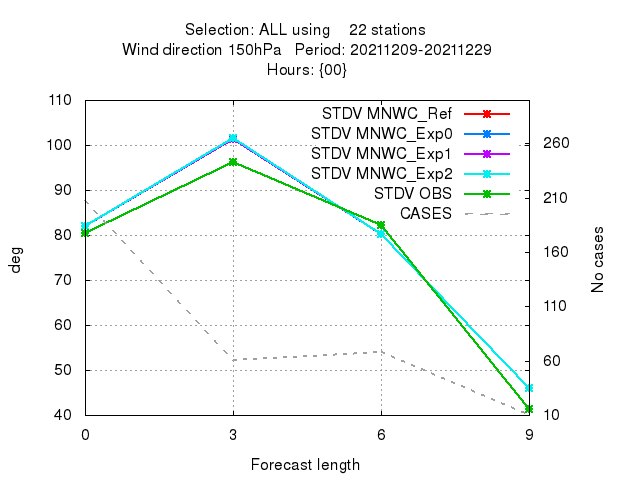 Selection: ALL using    22 stations
Wind direction 150hPa   Period: 20211209-20211229
Hours: {00}
STDV MNWC_Ref
STDV MNWC_Exp0
STDV MNWC_Exp1
STDV MNWC_Exp2
STDV OBS
CASES
110
100
90
80
70
60
50
40
deg
260
210
160
110
60
10
No cases
0 3 6 9
Forecast length